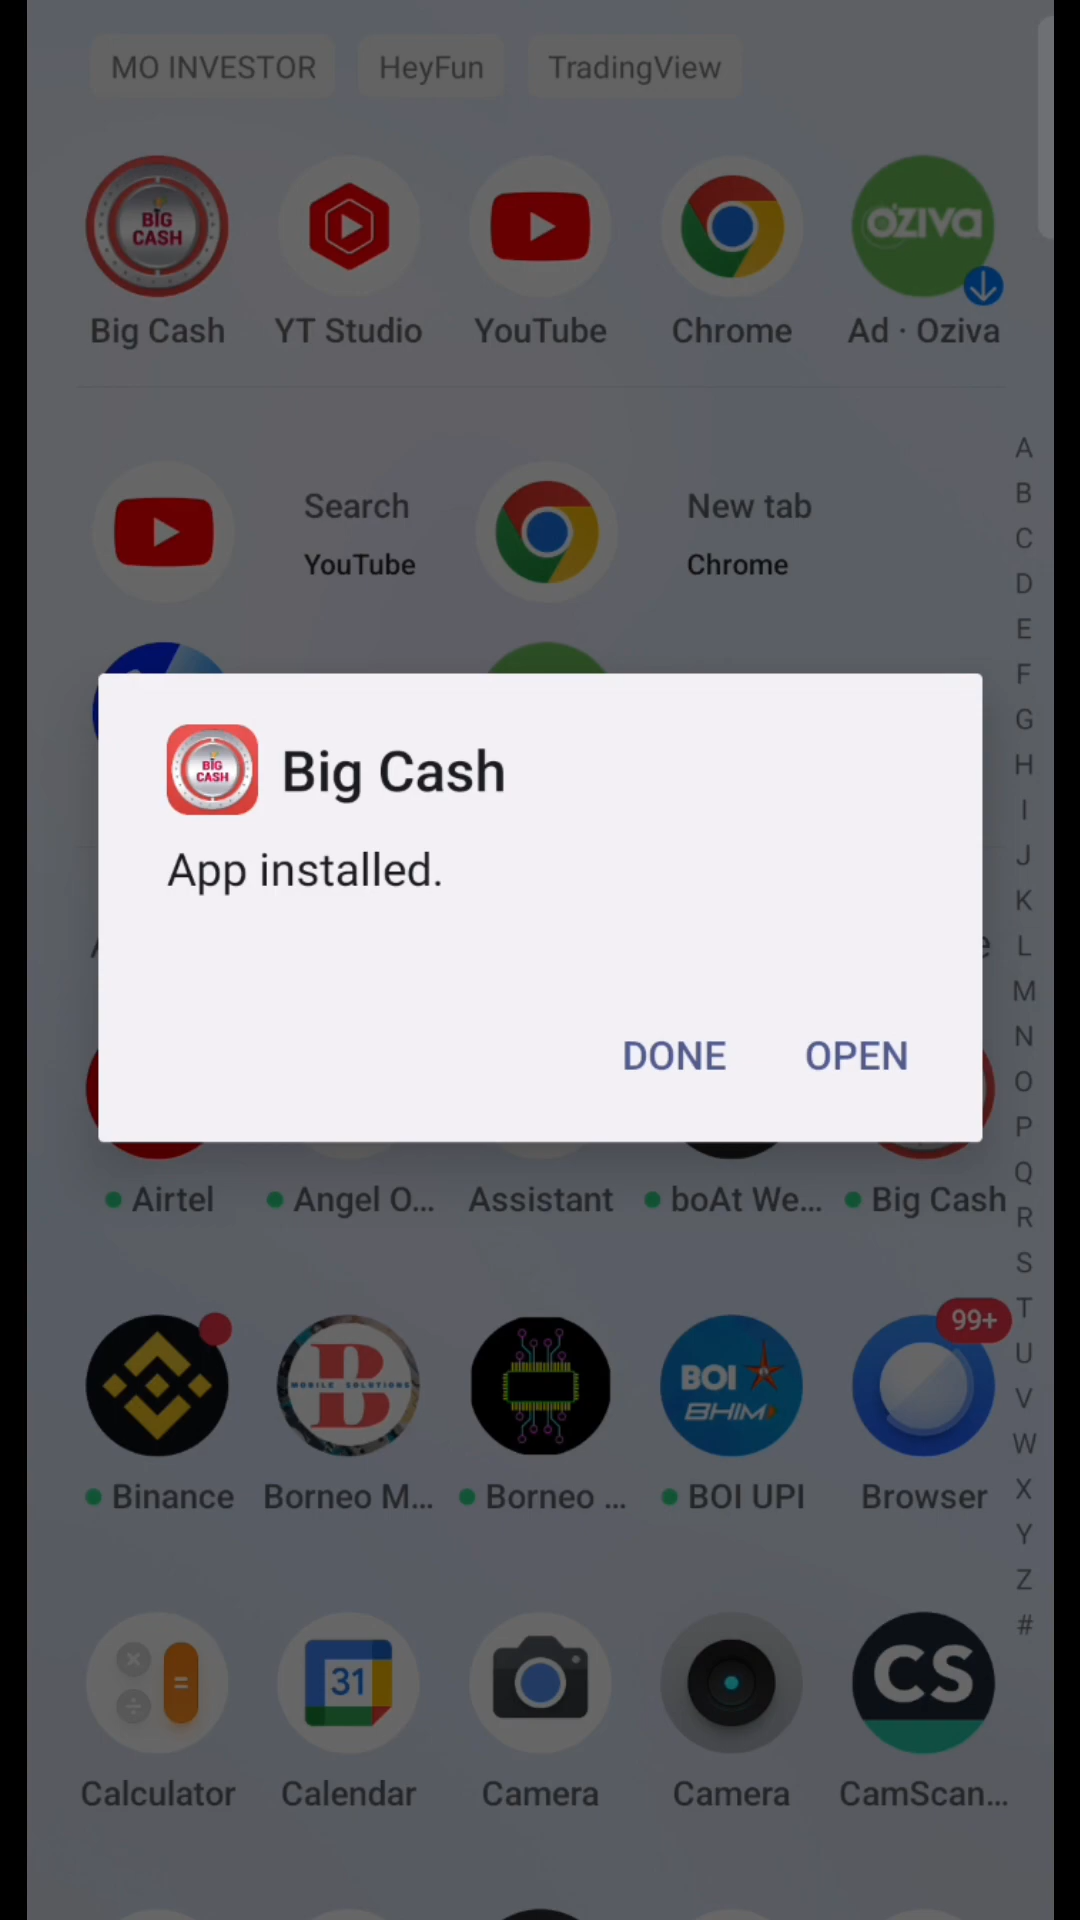 MO INVESTOR HeyFun TradingView
BIG
CASH
OZIVA
Big Cash YT Studio YouTube Chrome Ad · Oziva
Search New tab
YouTube Chrome
A
B
C
D
E
F
G
H
I
J
K
L
M
N
O
P
Q
R
S
T
U
V
W
X
Y
Z
#
BIG
CASH
Big Cash
App installed.
DONE OPEN
Airtel Angel O... Assistant boAt We... Big Cash
99+
B
MOBILE SOLUTIONS
BOI
BHIM
Binance Borneo M... Borneo ... BOI UPI Browser
31
CS
Calculator Calendar Camera Camera CamScan...